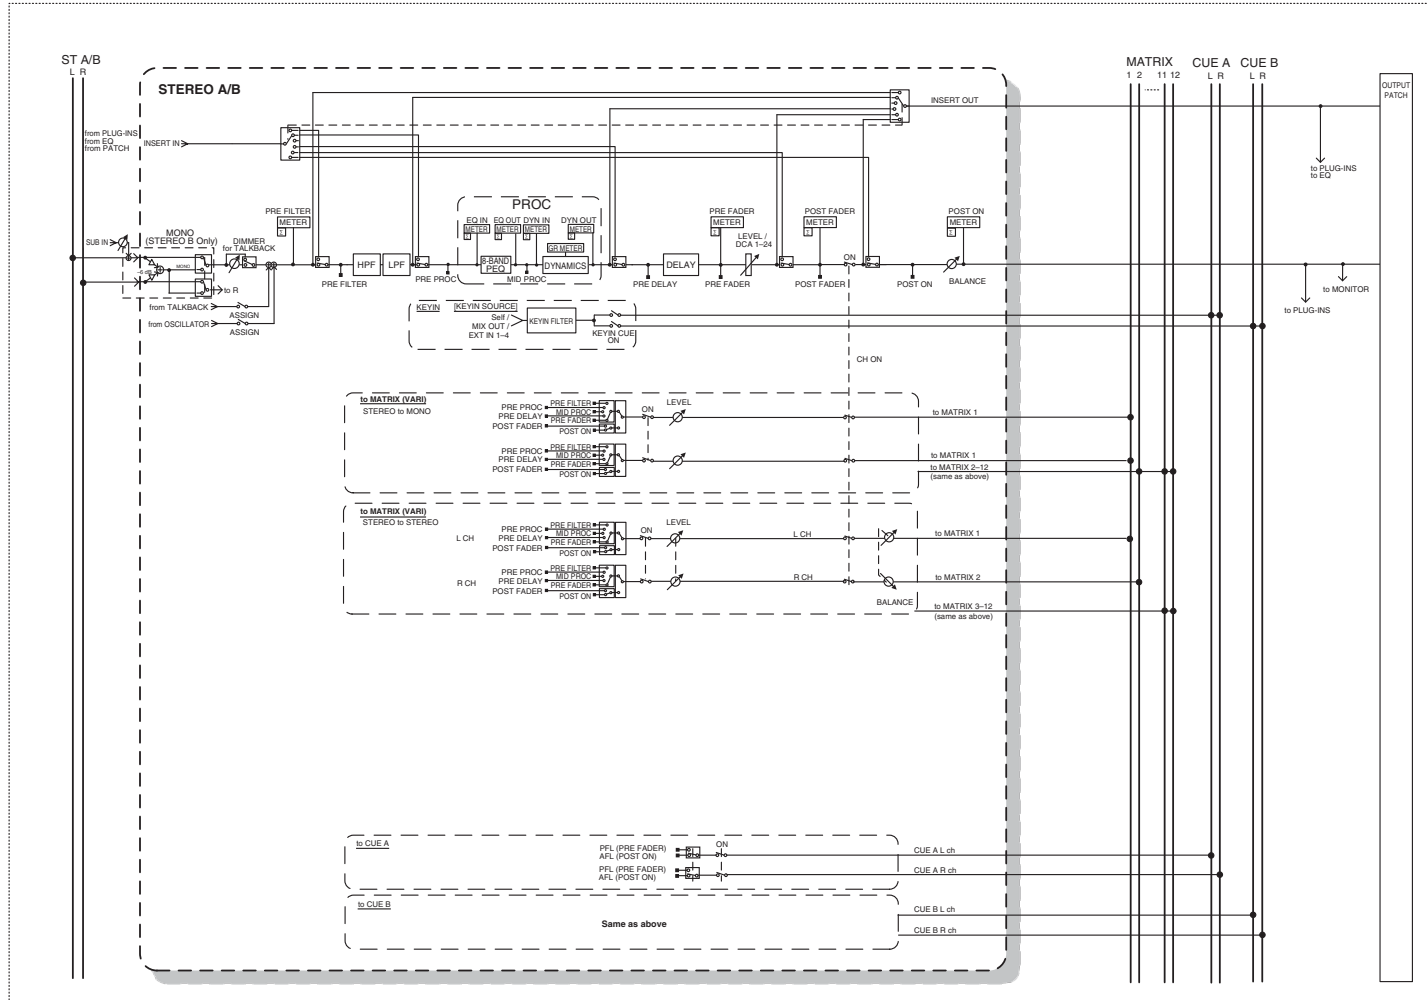 ST A/B
L R
MATRIX
CUE A
CUE B
1 2
11 12
L R
L R
OUTPUT
PATCH
STEREO A/B
INSERT OUT
from PLUG-INS
from EQ
from PATCH
INSERT IN
to PLUG-INS
to EQ
PROC
PRE FILTER
METER
EQ IN
METER
EQ OUT
METER
DYN IN
METER
DYN OUT
METER
GR METER
PRE FADER
METER
POST FADER
METER
POST ON
METER
SUB IN
MONO
(STEREO B Only)
DIMMER
for TALKBACK
LEVEL /
DCA 1–24
ON
-6 dB
MONO
to R
HPF
LPF
8-BAND
PEQ
DYNAMICS
DELAY
PRE FILTER
PRE PROC
MID PROC
PRE DELAY
PRE FADER
POST FADER
POST ON
BALANCE
to MONITOR
to PLUG-INS
from TALKBACK
ASSIGN
from OSCILLATOR
ASSIGN
KEYIN
[KEYIN SOURCE]
Self /
MIX OUT /
EXT IN 1–4
KEYIN FILTER
KEYIN CUE
ON
CH ON
to MATRIX (VARI)
STEREO to MONO
PRE FILTER
PRE PROC
MID PROC
PRE DELAY
PRE FADER
POST FADER
POST ON
ON
LEVEL
to MATRIX 1
PRE FILTER
PRE PROC
MID PROC
PRE DELAY
PRE FADER
POST FADER
POST ON
to MATRIX 1
to MATRIX 2–12
(same as above)
to MATRIX (VARI)
STEREO to STEREO
L CH
PRE FILTER
PRE PROC
MID PROC
PRE DELAY
PRE FADER
POST FADER
POST ON
ON
LEVEL
L CH
to MATRIX 1
R CH
PRE FILTER
PRE PROC
MID PROC
PRE DELAY
PRE FADER
POST FADER
POST ON
R CH
to MATRIX 2
BALANCE
to MATRIX 3–12
(same as above)
to CUE A
PFL (PRE FADER)
AFL (POST ON)
ON
CUE A L ch
PFL (PRE FADER)
AFL (POST ON)
CUE A R ch
to CUE B
Same as above
CUE B L ch
CUE B R ch